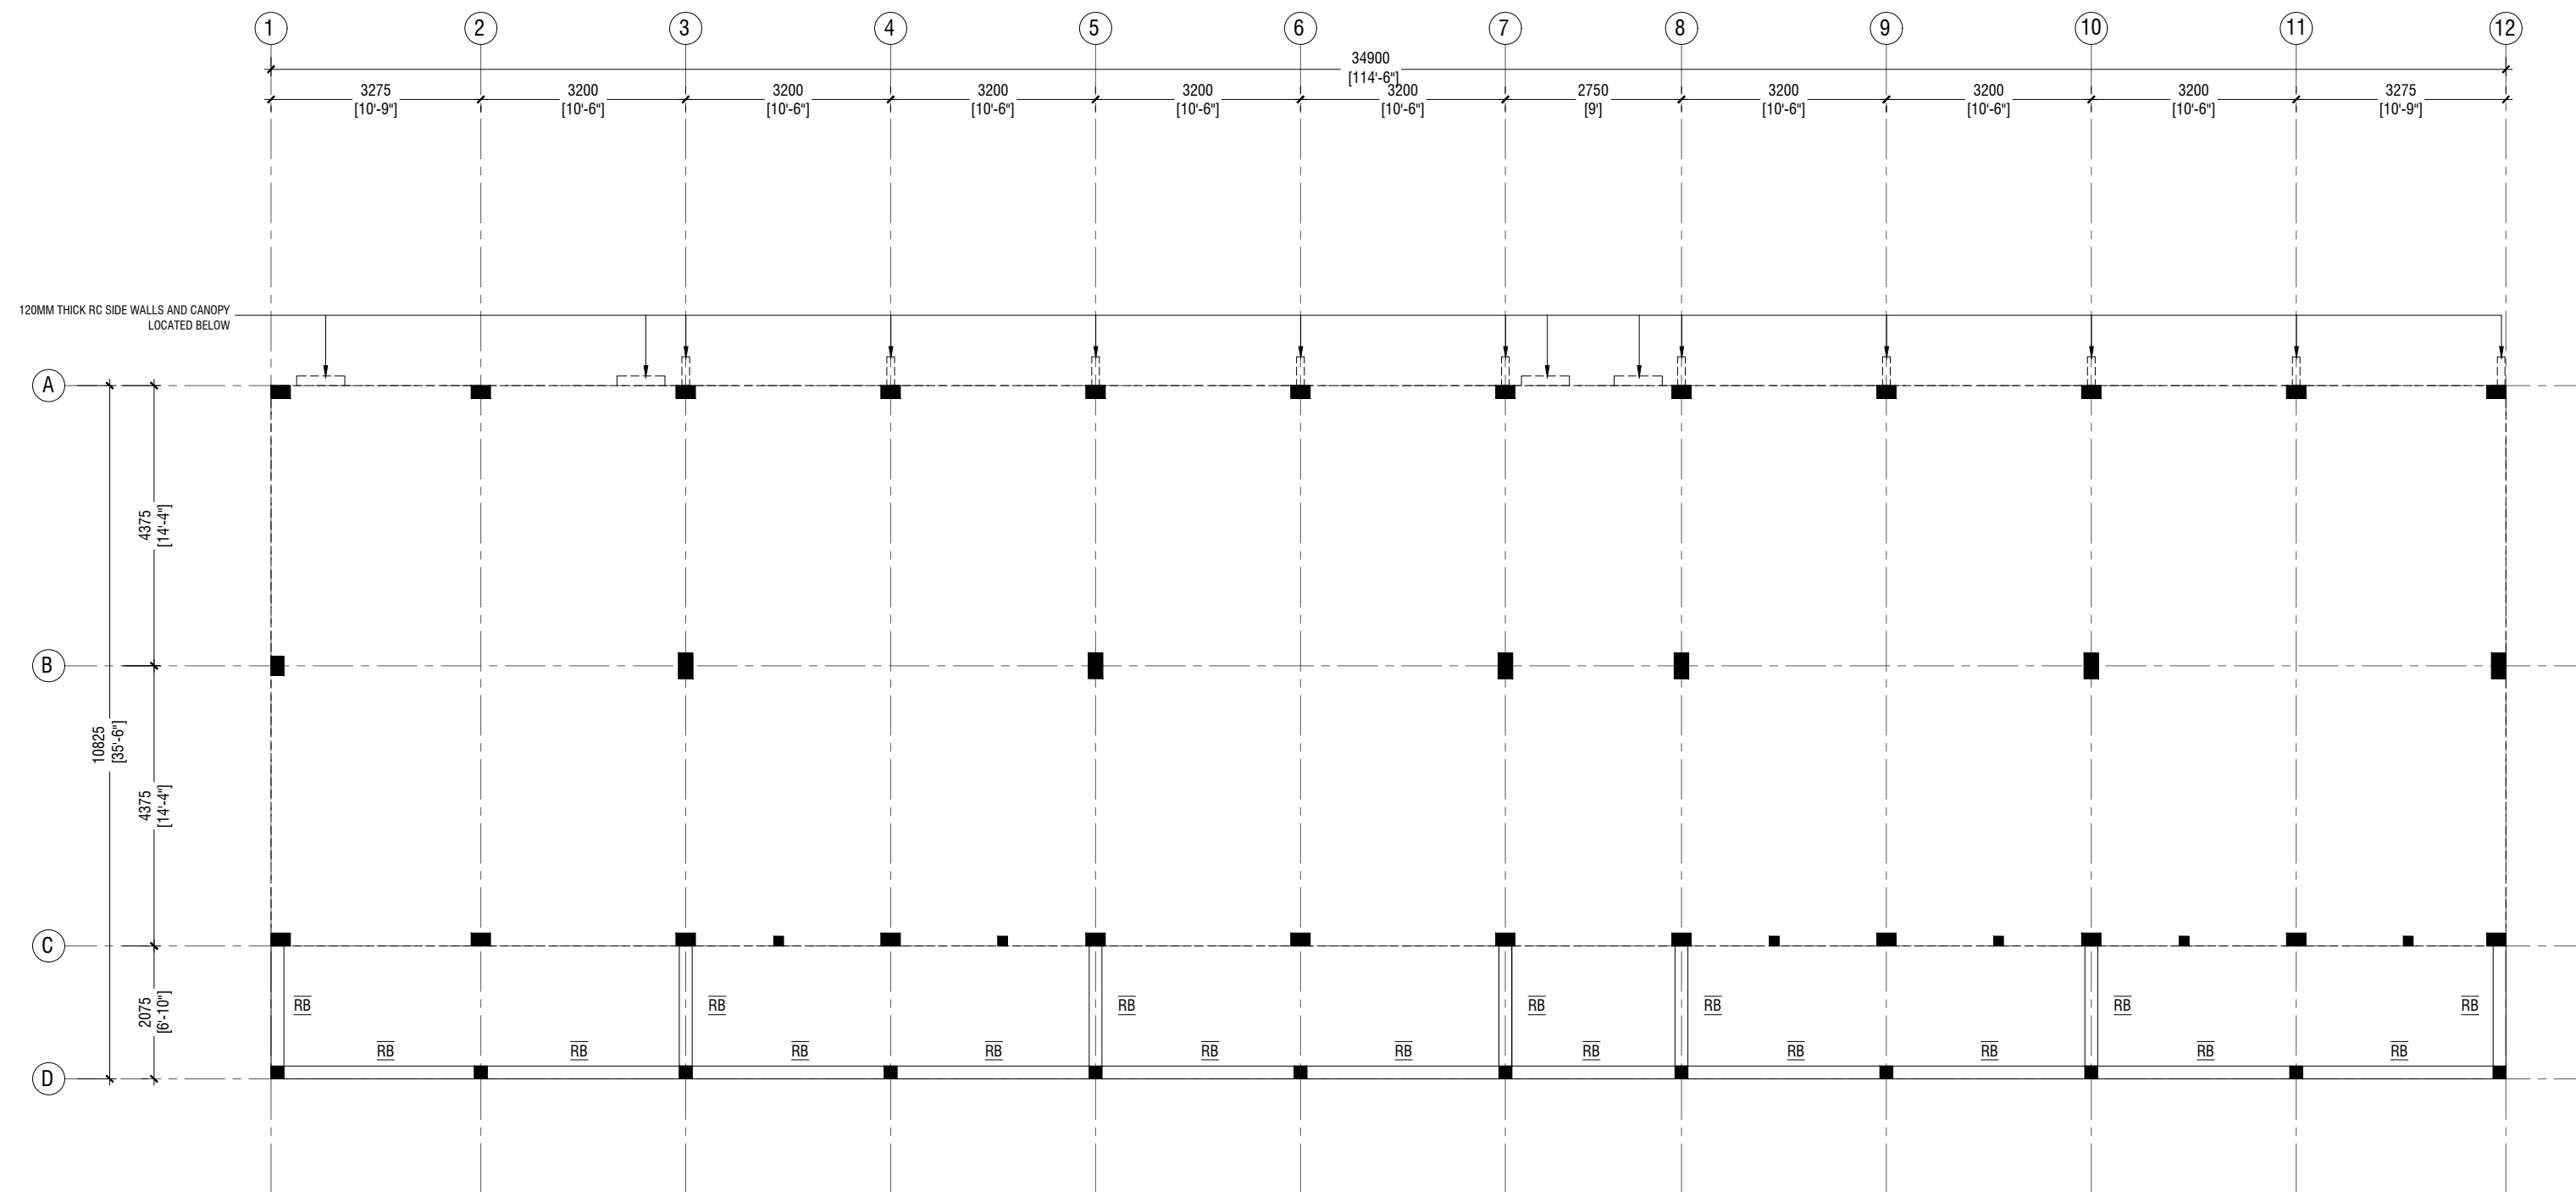 1 2 3 4 5 6 7 8 9 10 11 12
34900
[114'-6"]
3275 3200 3200 3200 3200 3200 2750 3200 3200 3200 3275
[10'-9"] [10'-6"] [10'-6"] [10'-6"] [10'-6"] [10'-6"] [9'] [10'-6"] [10'-6"] [10'-6"] [10'-9"]
120MM THICK RC SIDE WALLS AND CANOPY
LOCATED BELOW
A
4375
[14'-4"]
B
10825
[35'-6"]
4375
[14'-4"]
C
2075
[6'-10"]
RB RB RB RB RB RB RB
RB RB RB RB RB RB RB RB RB RB RB
D